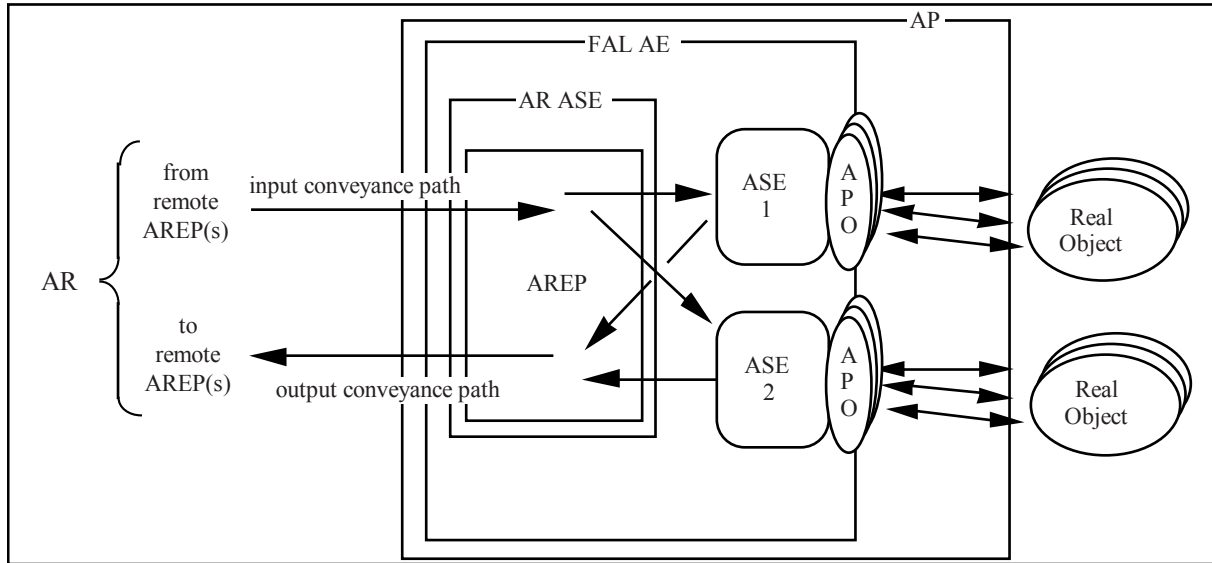 AP
FAL AE
AR ASE
from
remote
AREP(s)
input conveyance path
ASE
1
A
P
O
Real
Object
AR
AREP
to
remote
AREP(s)
output conveyance path
ASE
2
A
P
O
Real
Object